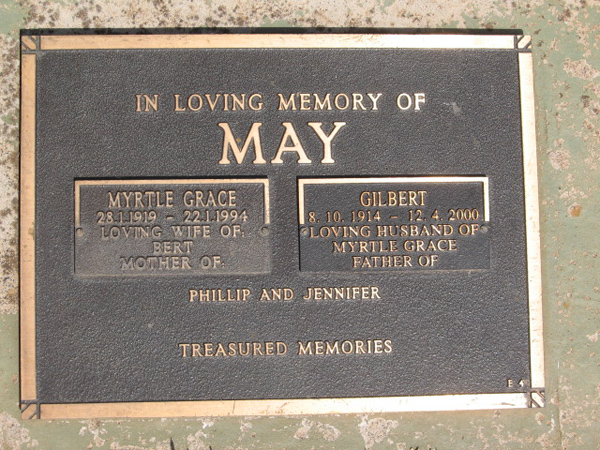 IN LOVING MEMORY OF
MAY
MYRTLE GRACE
28.1.1919 - 22.1.1994
LOVING WIFE OF:
BERT
MOTHER OF:
GILBERT
8. 10. 1914 - 12. 4. 2000
LOVING HUSBAND OF
MYRTLE GRACE
FATHER OF
PHILLIP AND JENNIFER
TREASURED MEMORIES
E